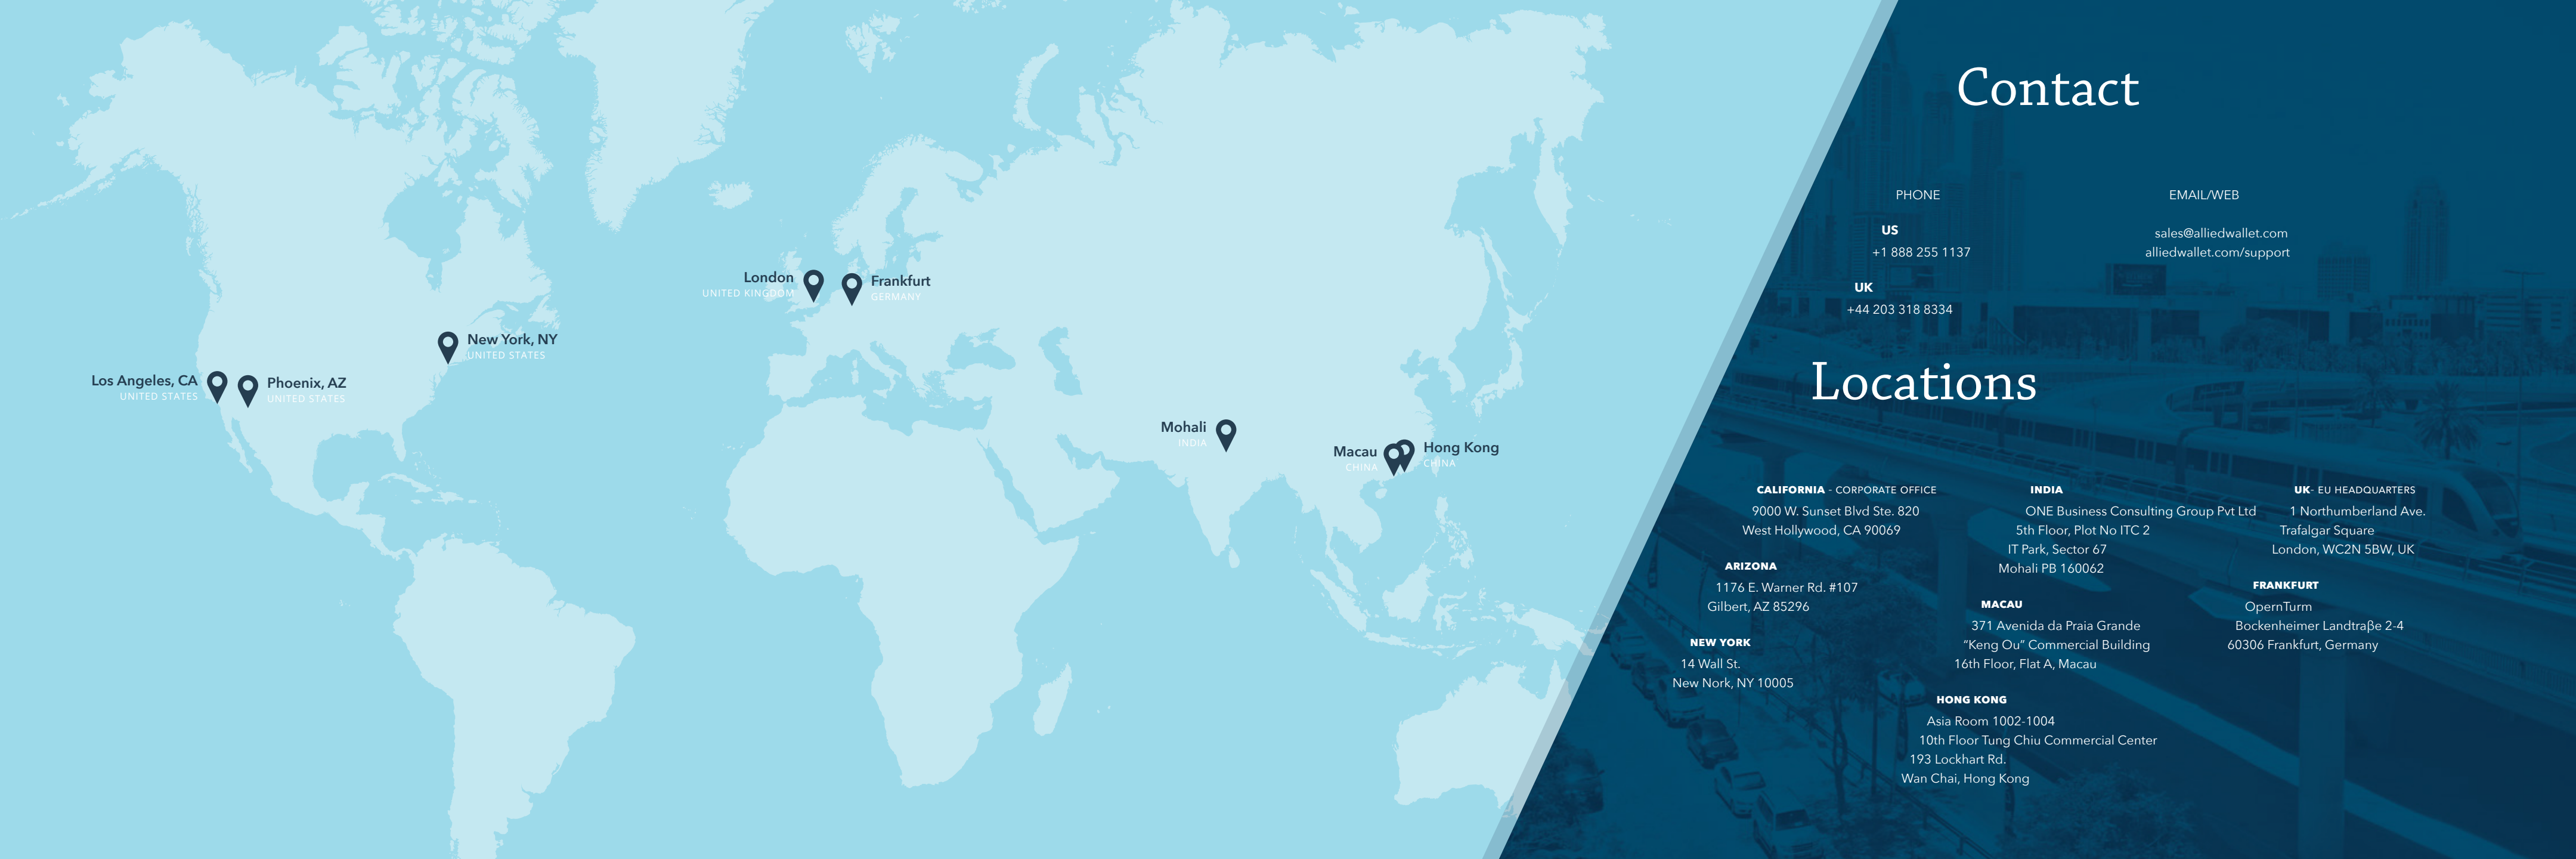 London
UNITED KINGDOM
Frankfurt
GERMANY
New York, NY
UNITED STATES
Los Angeles, CA
UNITED STATES
Phoenix, AZ
UNITED STATES
Mohali
INDIA
Macau
CHINA
Hong Kong
CHINA
Contact
PHONE
US
+1 888 255 1137
UK
+44 203 318 8334
EMAIL/WEB
sales@alliedwallet.com
alliedwallet.com/support
Locations
CALIFORNIA - CORPORATE OFFICE
9000 W. Sunset Blvd Ste. 820
West Hollywood, CA 90069
ARIZONA
1176 E. Warner Rd. #107
Gilbert, AZ 85296
NEW YORK
14 Wall St.
New Nork, NY 10005
INDIA
ONE Business Consulting Group Pvt Ltd
5th Floor, Plot No ITC 2
IT Park, Sector 67
Mohali PB 160062
MACAU
371 Avenida da Praia Grande
“Keng Ou” Commercial Building
16th Floor, Flat A, Macau
HONG KONG
Asia Room 1002-1004
10th Floor Tung Chiu Commercial Center
193 Lockhart Rd.
Wan Chai, Hong Kong
UK- EU HEADQUARTERS
1 Northumberland Ave.
Trafalgar Square
London, WC2N 5BW, UK
FRANKFURT
OpernTurm
Bockenheimer Landtraβe 2-4
60306 Frankfurt, Germany